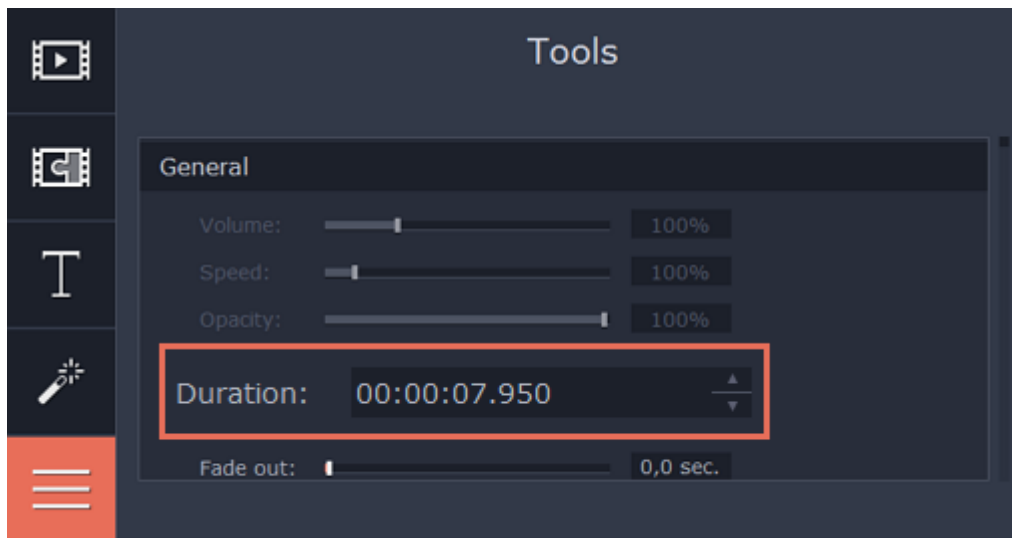 Tools
General
Volume: 100%
Speed: 100%
Opacity: 100%
Duration: 00:00:07.950
Fade out: 0,0 sec.
T